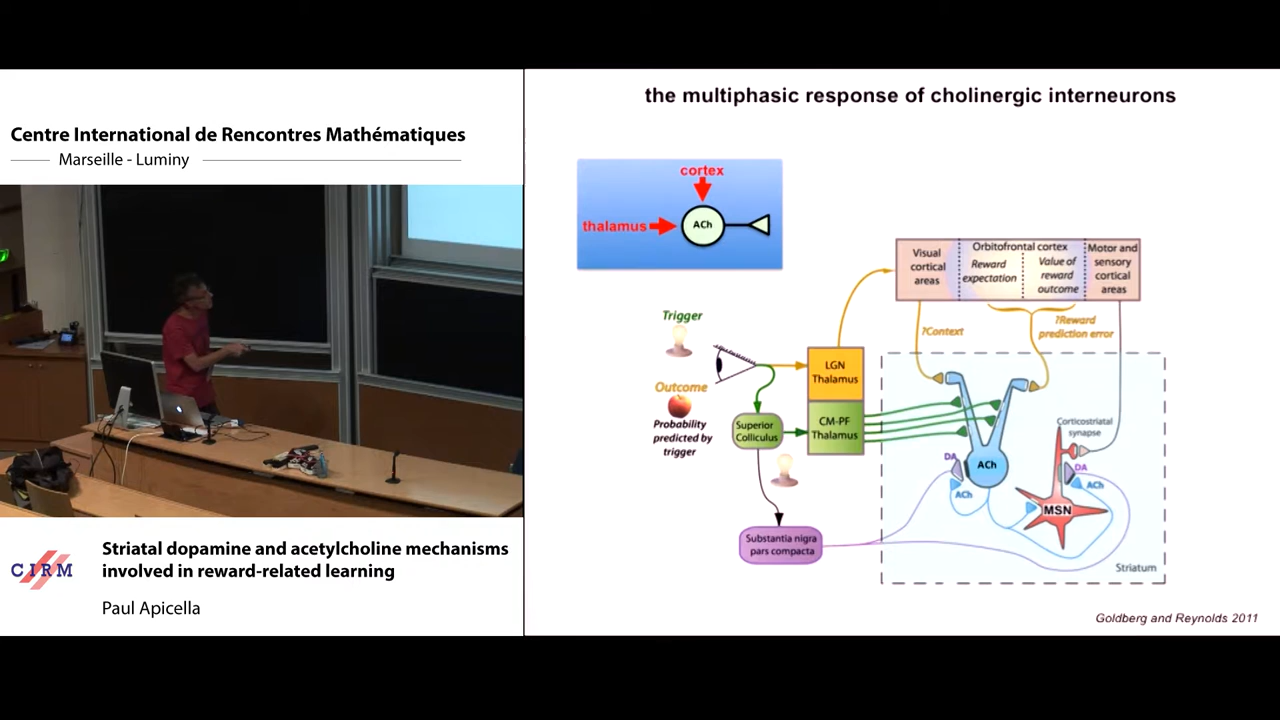 Centre International de Rencontres Mathématiques
Marseille - Luminy
CIRM
Striatal dopamine and acetylcholine mechanisms
involved in reward-related learning
Paul Apicella
the multiphasic response of cholinergic interneurons
cortex
thalamus
ACh
Visual
cortical
areas
Orbitofrontal cortex
Reward
expectation
Value of
reward
outcome
Motor and
sensory
cortical
areas
Trigger
?Context
?Reward
prediction error
Outcome
Probability
predicted by
trigger
LGN
Thalamus
CM-PF
Thalamus
Superior
Colliculus
Corticostriatal
synapse
DA
ACh
ACh
DA
ACh
MSN
Substantia nigra
pars compacta
Striatum
Goldberg and Reynolds 2011